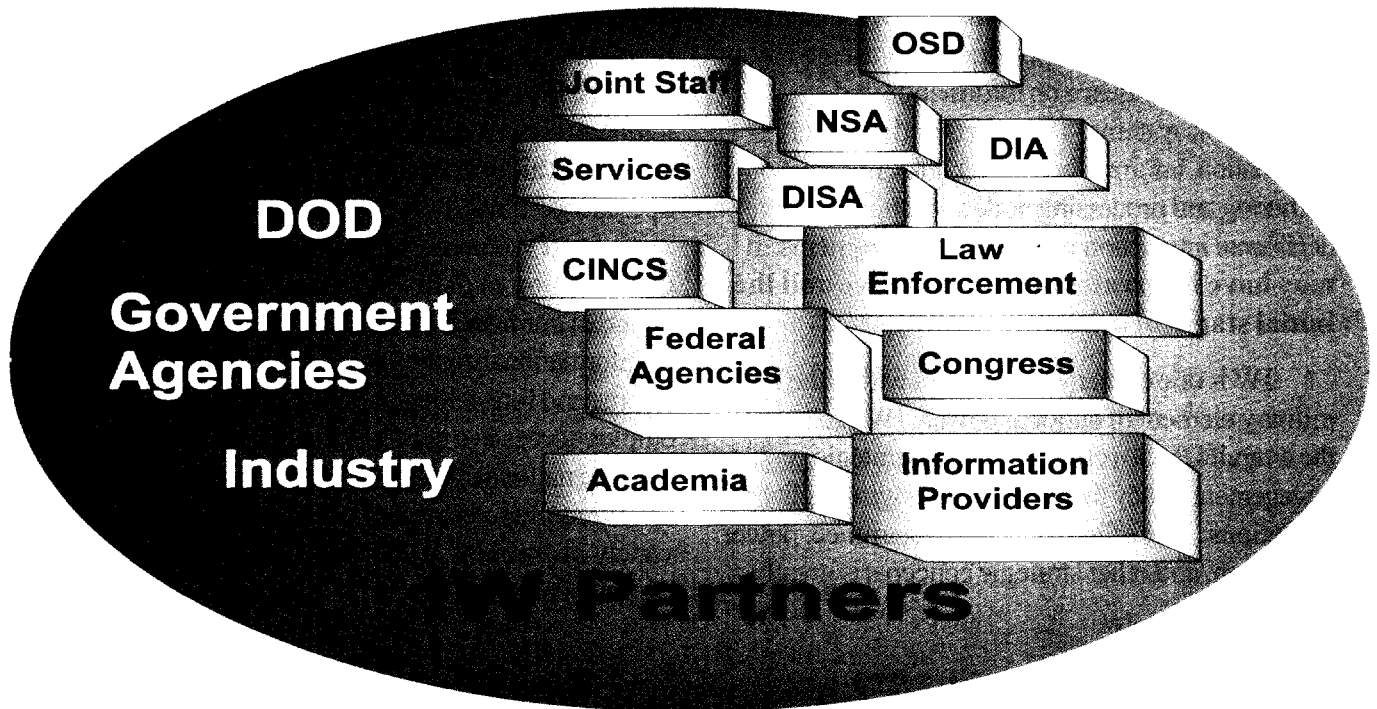 OSD
Joint Staff
NSA
DIA
Services
DISA
DOD
CINCS
Law
Enforcement
Government
Agencies
Federal
Agencies
Congress
Industry
Academia
Information
Providers
IW Partners